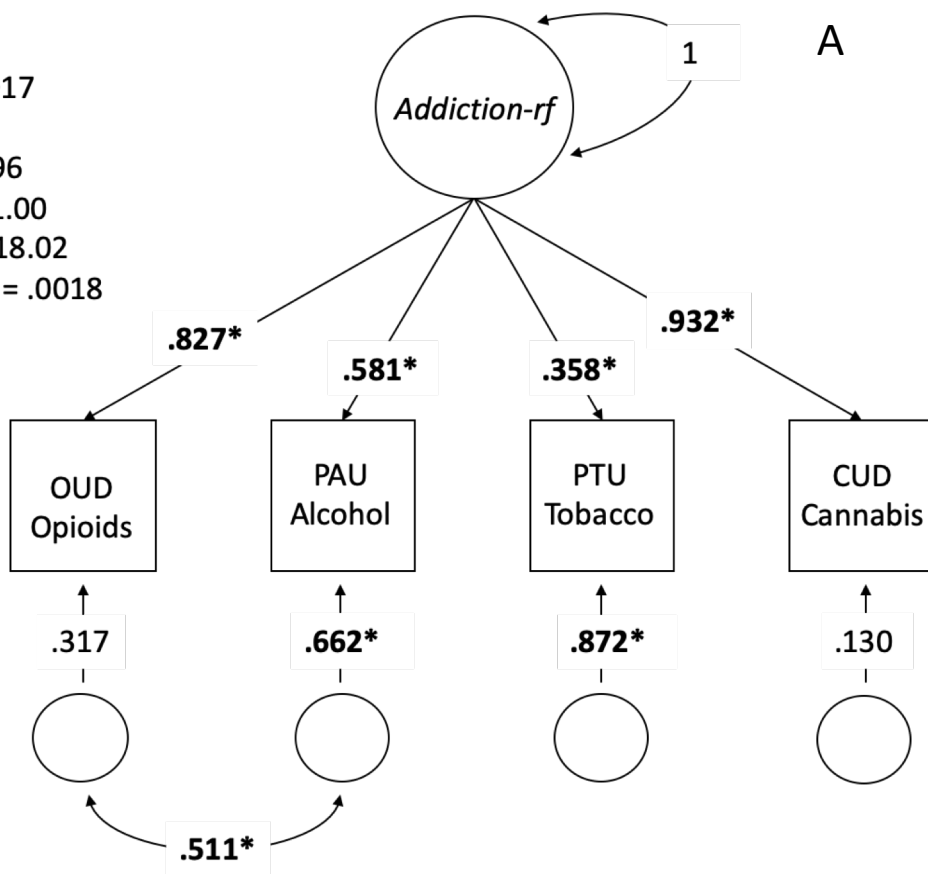 A
1
17
Addiction-rf
96
1.00
18.02
= .0018
.827*
.581*
.358*
.932*
OUD
Opioids
PAU
Alcohol
PTU
Tobacco
CUD
Cannabis
.317
.662*
.872*
.130
.511*